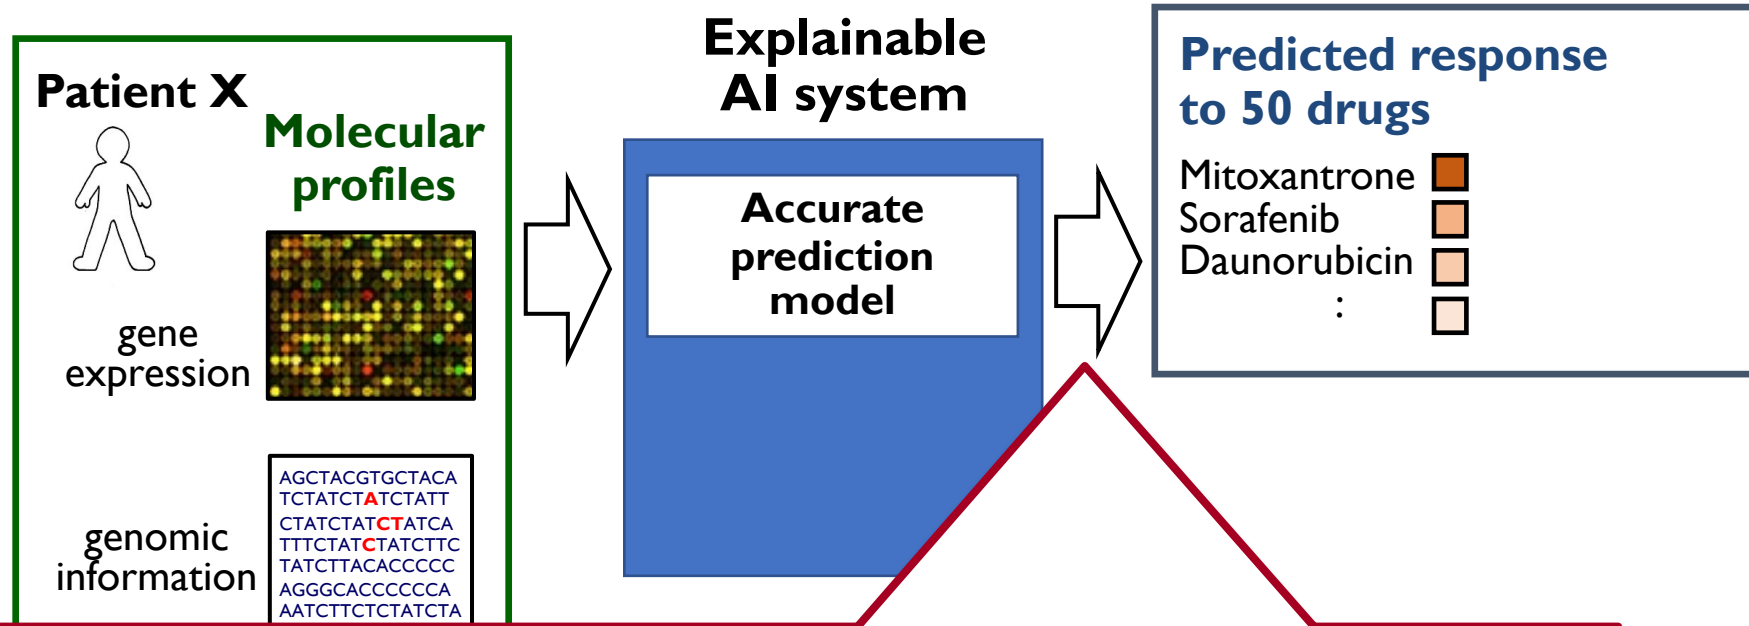 Patient X
Molecular
profiles
gene
expression
genomic
information
AGCTACGTGCTACA
TCTATCTATCTATT
CTATCTATCTATCA
TTTCTATCTATCTTC
TATCTTACACCCCC
AGGGCACCCCCCA
AATCTTCTCTATCTA
Explainable
AI system
Accurate
prediction
model
Predicted response
to 50 drugs
Mitoxantrone
Sorafenib
Daunorubicin
: